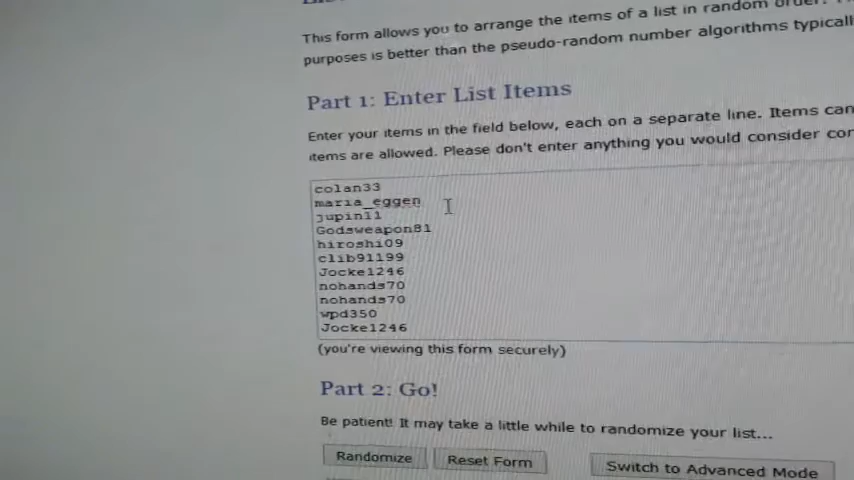 This form allows you to arrange the items of a list in random order.
purposes is better than the pseudo-random number algorithms typicall
Part 1: Enter List Items
Enter your items in the field below, each on a separate line. Items can
items are allowed. Please don't enter anything you would consider con
colan33
maria_eggen
jupin11
Godsweapon81
hiroshi09
clib91199
Jocke1246
nohands70
nohands70
wpd350
Jocke1246
(you're viewing this form securely)
Part 2: Go!
Be patient! It may take a little while to randomize your list...
Randomize Reset Form Switch to Advanced Mode